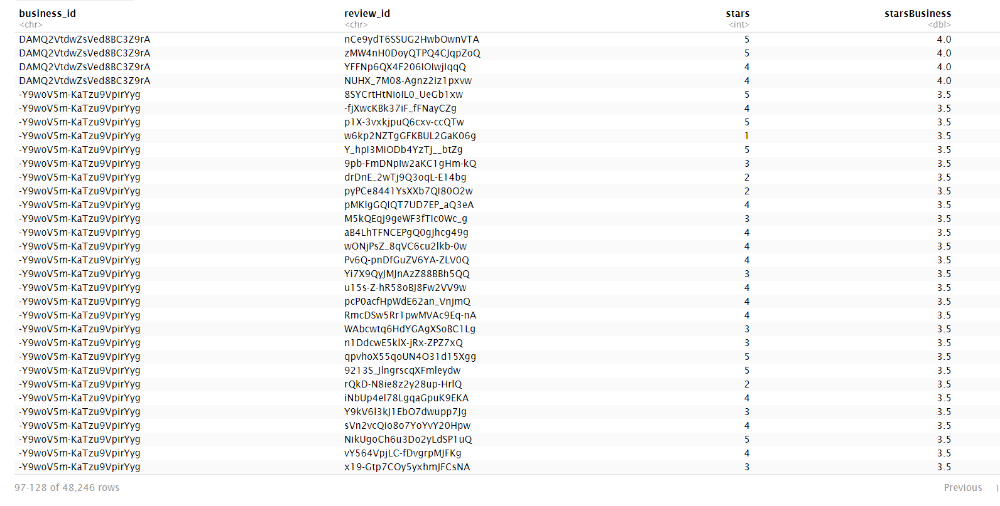 business_id review_id stars starsBusiness
<chr> <chr> <int> <dbl>
DAMQ2VtdwZsVed8BC3Z9rA nCe9ydT6SSUG2HwbOwnVTA 5 4.0
DAMQ2VtdwZsVed8BC3Z9rA zMW4nH0DoyQTPQ4CJqpZoQ 5 4.0
DAMQ2VtdwZsVed8BC3Z9rA YFFNp6QX4F206IOIwjIqqQ 4 4.0
DAMQ2VtdwZsVed8BC3Z9rA NUHX_7M08-Agnz2iz1pxvw 4 4.0
-Y9woV5m-KaTzu9VpirYyg 8SYCrtHtNioIL0_UeGb1xw 5 3.5
-Y9woV5m-KaTzu9VpirYyg -fjXwcKBk37iF_fFNayCZg 4 3.5
-Y9woV5m-KaTzu9VpirYyg p1X-3vxkjpuQ6cxv-ccQTw 5 3.5
-Y9woV5m-KaTzu9VpirYyg w6kp2NZTgGFKBUL2GaK06g 1 3.5
-Y9woV5m-KaTzu9VpirYyg Y_hpI3MiODb4YzTj__btZg 5 3.5
-Y9woV5m-KaTzu9VpirYyg 9pb-FmDNpIw2aKC1gHm-kQ 3 3.5
-Y9woV5m-KaTzu9VpirYyg drDnE_2wTj9Q3oqL-E14bg 2 3.5
-Y9woV5m-KaTzu9VpirYyg pyPCe8441YsXXb7QI80O2w 2 3.5
-Y9woV5m-KaTzu9VpirYyg pMKlgGQIQT7UD7EP_aQ3eA 4 3.5
-Y9woV5m-KaTzu9VpirYyg M5kQEqj9geWF3fTIc0Wc_g 3 3.5
-Y9woV5m-KaTzu9VpirYyg aB4LhTFNCEPgQ0gjhcg49g 4 3.5
-Y9woV5m-KaTzu9VpirYyg wONjPsZ_8qVC6cu2lkb-0w 4 3.5
-Y9woV5m-KaTzu9VpirYyg Pv6Q-pnDfGuZV6YA-ZLV0Q 4 3.5
-Y9woV5m-KaTzu9VpirYyg Yi7X9QyJMJnAzZ88BBh5QQ 3 3.5
-Y9woV5m-KaTzu9VpirYyg u15s-Z-hR58oBJ8Fw2VV9w 4 3.5
-Y9woV5m-KaTzu9VpirYyg pcP0acfHpWdE62an_VnjmQ 4 3.5
-Y9woV5m-KaTzu9VpirYyg RmcDSw5Rr1pwMVAc9Eq-nA 4 3.5
-Y9woV5m-KaTzu9VpirYyg WAbcwtq6HdYGAgXSoBC1Lg 3 3.5
-Y9woV5m-KaTzu9VpirYyg n1DdcwE5klX-jRx-ZPZ7xQ 3 3.5
-Y9woV5m-KaTzu9VpirYyg qpvhoX55qoUN4O31d15Xgg 5 3.5
-Y9woV5m-KaTzu9VpirYyg 9213S_JlngrscqXFmleydw 5 3.5
-Y9woV5m-KaTzu9VpirYyg rQkD-N8ie8z2y28up-HrlQ 2 3.5
-Y9woV5m-KaTzu9VpirYyg iNbUp4el78LgqaGpuK9EKA 4 3.5
-Y9woV5m-KaTzu9VpirYyg Y9kV6l3kJ1EbO7dwupp7Jg 3 3.5
-Y9woV5m-KaTzu9VpirYyg sVn2vcQio8o7YoYvY20Hpw 4 3.5
-Y9woV5m-KaTzu9VpirYyg NikUgoCh6u3Do2yLdSP1uQ 5 3.5
-Y9woV5m-KaTzu9VpirYyg vY564VpjLC-fDvgrpMJFKg 4 3.5
-Y9woV5m-KaTzu9VpirYyg x19-Gtp7COy5yxhmJFCsNA 3 3.5
97-128 of 48,246 rows Previous 1